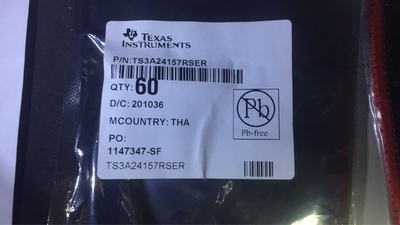 TEXAS
INSTRUMENTS
P/N:TS3A24157RSER
QTY: 60
D/C: 201036
MCOUNTRY: THA
PO:
1147347-SF
TS3A24157RSER
Pb
Pb-free